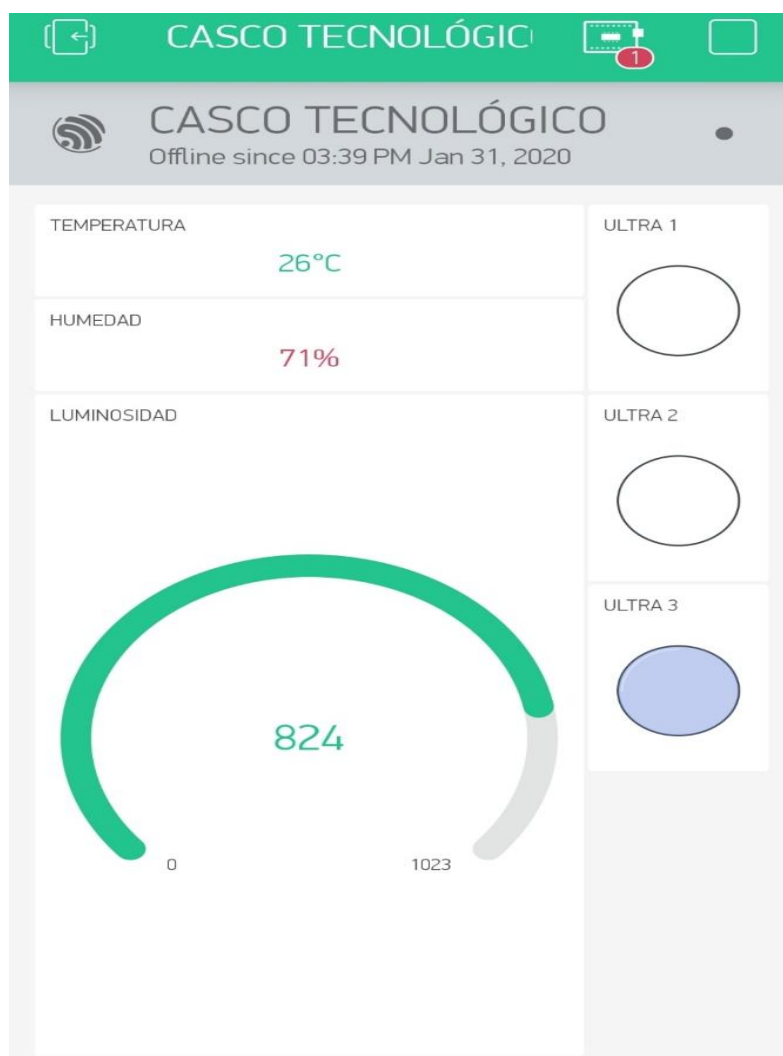 CASCO TECNOLÓGIC
1
CASCO TECNOLÓGICO
Offline since 03:39 PM Jan 31, 2020
TEMPERATURA
26°C
HUMEDAD
71%
LUMINOSIDAD
824
0
1023
ULTRA 1
ULTRA 2
ULTRA 3